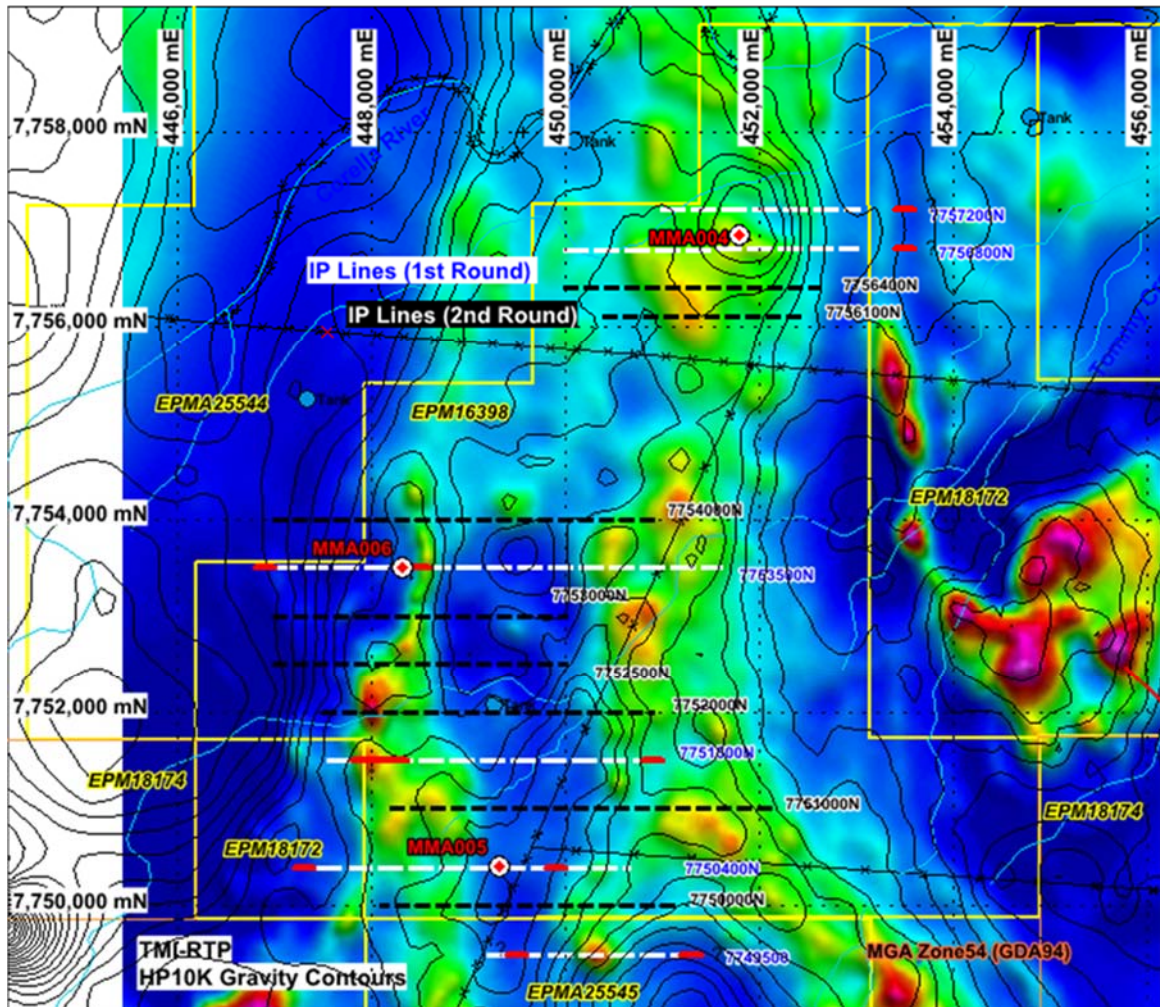 446,000 mE
448,000 mE
450,000 mE
452,000 mE
454,000 mE
456,000 mE
7,758,000 mN
Corella River
Tank
Tank
7757200N
MMA004
7756800N
IP Lines (1st Round)
7756400N
IP Lines (2nd Round)
7756100N
7,756,000 mN
Tank
EPMA25544
EPM16398
Tommy
EPM18172
7,754,000 mN
7754000N
MMA006
7753500N
7753000N
7752500N
7,752,000 mN
Tank
7752000N
EPM18174
7751500N
7751000N
EPM18174
EPM18172
MMA005
7750400N
7,750,000 mN
7750000N
TMI-RTP
HP10K Gravity Contours
7749500
MGA Zone54 (GDA94)
EPMA25545